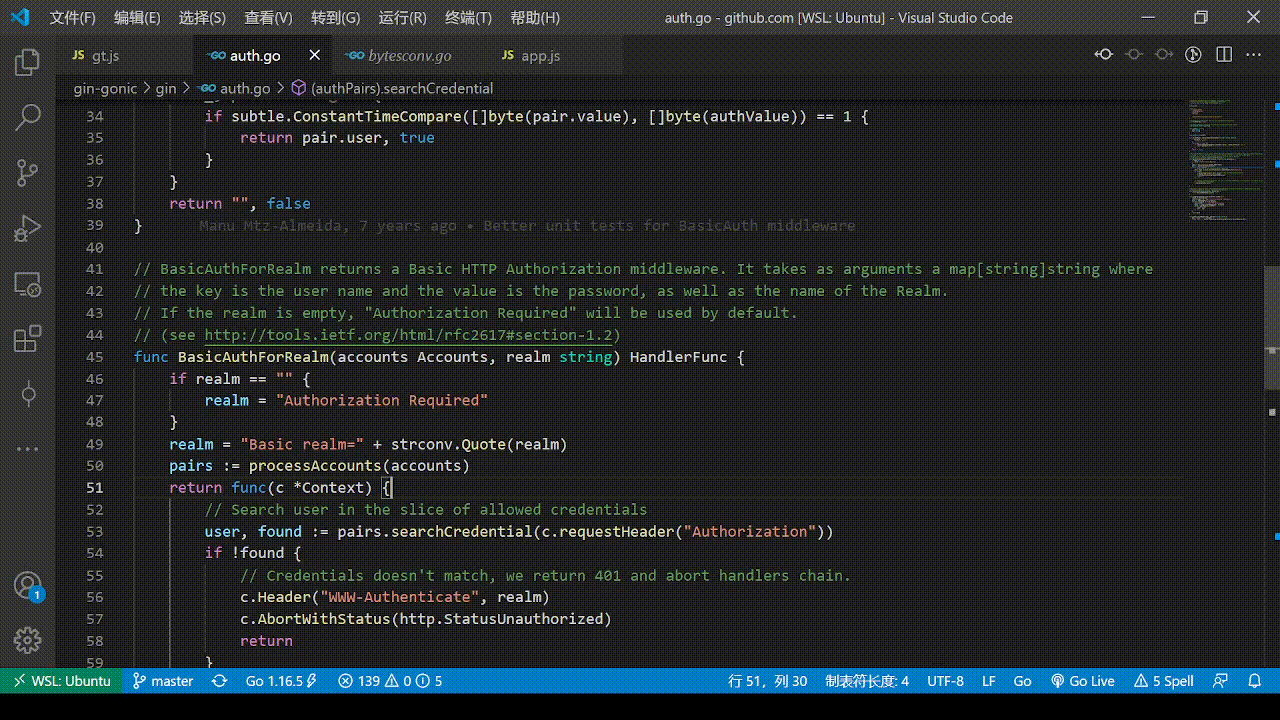 文件(F) 编辑(E) 选择(S) 查看(V) 转到(G) 运行(R) 终端(T) 帮助(H) auth.go - github.com [WSL: Ubuntu] - Visual Studio Code
JS gt.js GO auth.go GO bytesconv.go JS app.js
gin-gonic > gin > GO auth.go > (authPairs).searchCredential
34 if subtle.ConstantTimeCompare([]byte(pair.value), []byte(authValue)) == 1 {
35 return pair.user, true
36 }
37 }
38 return "", false
39 } Manu Mtz-Almeida, 7 years ago • Better unit tests for BasicAuth middleware
40
41 // BasicAuthForRealm returns a Basic HTTP Authorization middleware. It takes as arguments a map[string]string where
42 // the key is the user name and the value is the password, as well as the name of the Realm.
43 // If the realm is empty, "Authorization Required" will be used by default.
44 // (see http://tools.ietf.org/html/rfc2617#section-1.2)
45 func BasicAuthForRealm(accounts Accounts, realm string) HandlerFunc {
46 if realm == "" {
47 realm = "Authorization Required"
48 }
49 realm = "Basic realm=" + strconv.Quote(realm)
50 pairs := processAccounts(accounts)
51 return func(c *Context) {
52 // Search user in the slice of allowed credentials
53 user, found := pairs.searchCredential(c.requestHeader("Authorization"))
54 if !found {
55 // Credentials doesn't match, we return 401 and abort handlers chain.
56 c.Header("WWW-Authenticate", realm)
57 c.AbortWithStatus(http.StatusUnauthorized)
58 return
59 }
1
WSL: Ubuntu master Go 1.16.5 139 0 5 行 51, 列 30 制表符长度: 4 UTF-8 LF Go Go Live 5 Spell